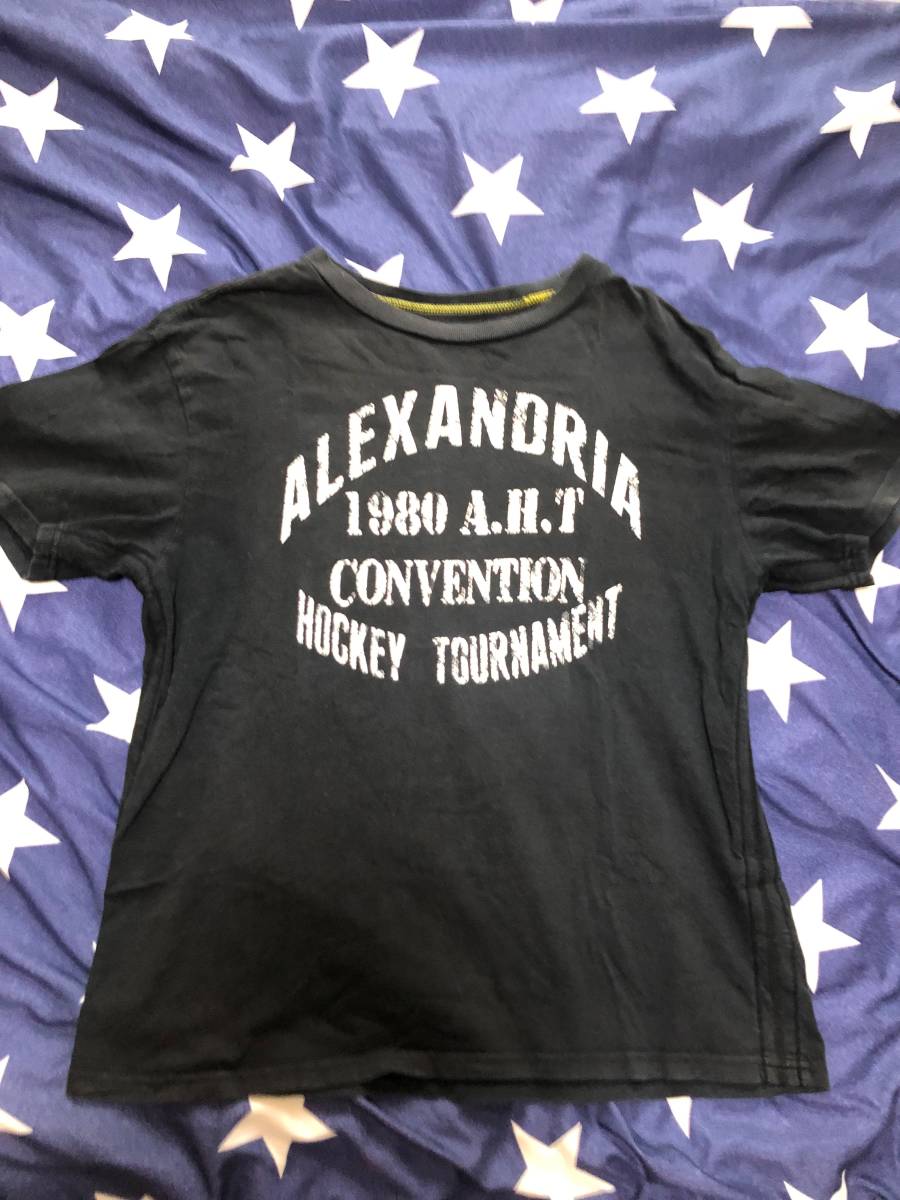 ALEXANDRIA
1980 A.H.T
CONVENTION
HOCKEY TOURNAMENT